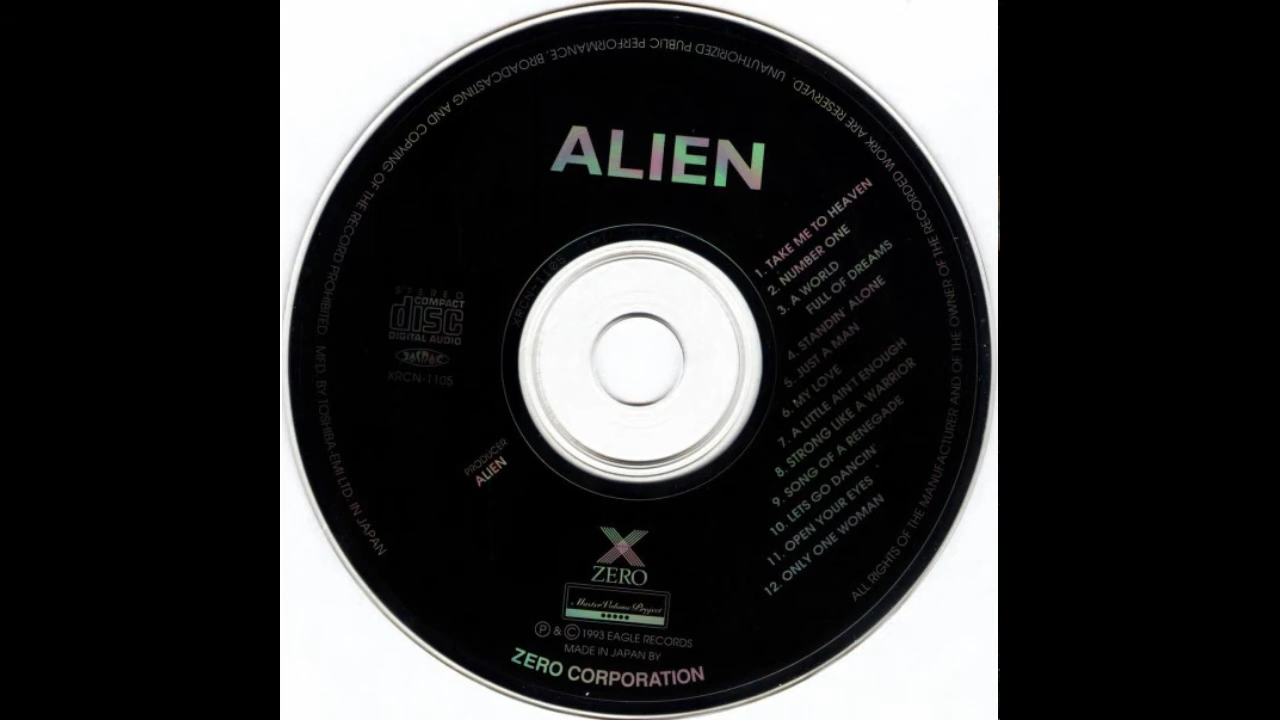 ALIEN
1. TAKE ME TO HEAVEN
2. NUMBER ONE
3. A WORLD
FULL OF DREAMS
4. STANDIN' ALONE
5. JUST A MAN
6. MY LOVE
7. A LITTLE AIN'T ENOUGH
8. STRONG LIKE A WARRIOR
9. SONG OF A RENEGADE
10. LETS GO DANCIN'
11. OPEN YOUR EYES
12. ONLY ONE WOMAN
STEREO
COMPACT
disc
DIGITAL AUDIO
JASRAC
XRCN-1105
PRODUCER
ALIEN
ZERO
Master Volume Project
Ⓟ & © 1993 EAGLE RECORDS
MADE IN JAPAN BY
ZERO CORPORATION
ALL RIGHTS OF THE MANUFACTURER AND OF THE OWNER OF THE RECORDED WORK ARE RESERVED. UNAUTHORIZED PUBLIC PERFORMANCE, BROADCASTING AND COPYING OF THE RECORD PROHIBITED. MFD. BY TOSHIBA-EMI LTD. IN JAPAN
XRCN-1105